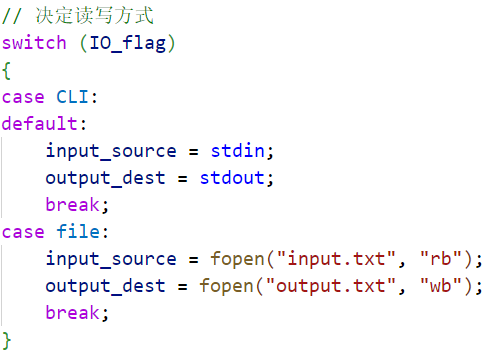 // 决定读写方式
switch (IO_flag)
{
case CLI:
default:
    input_source = stdin;
    output_dest = stdout;
    break;
case file:
    input_source = fopen("input.txt", "rb");
    output_dest = fopen("output.txt", "wb");
    break;
}